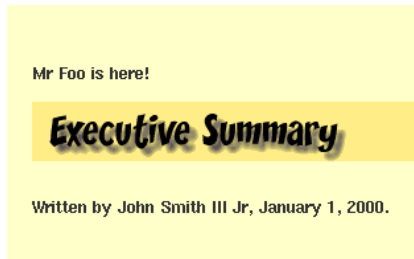 Mr Foo is here!
Executive Summary
Written by John Smith III Jr, January 1, 2000.